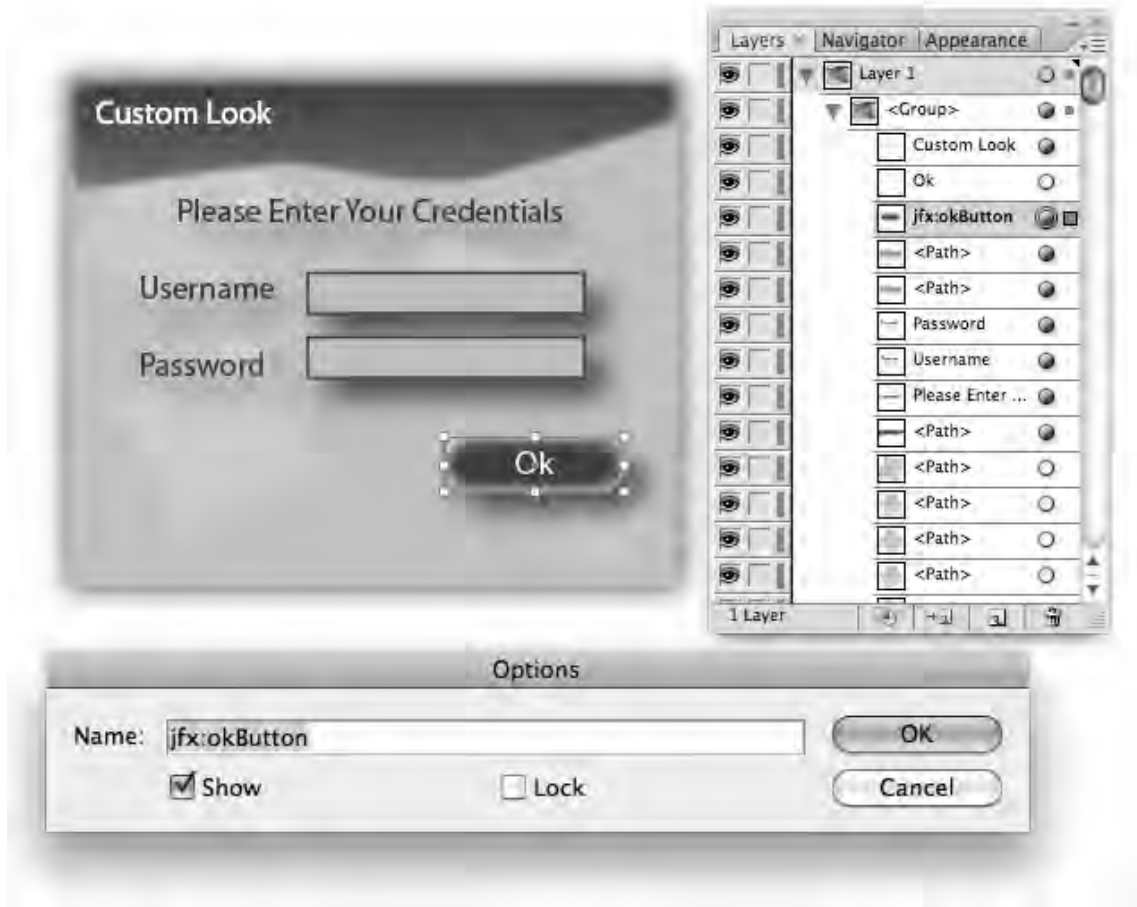 Custom Look
Please Enter Your Credentials
Username
Password
Ok
Layers × Navigator Appearance
Layer 1
<Group>
Custom Look
Ok
jfx:okButton
<Path>
<Path>
Password
Username
Please Enter ...
<Path>
<Path>
<Path>
<Path>
<Path>
1 Layer
Options
Name: jfx:okButton OK
Show Lock Cancel